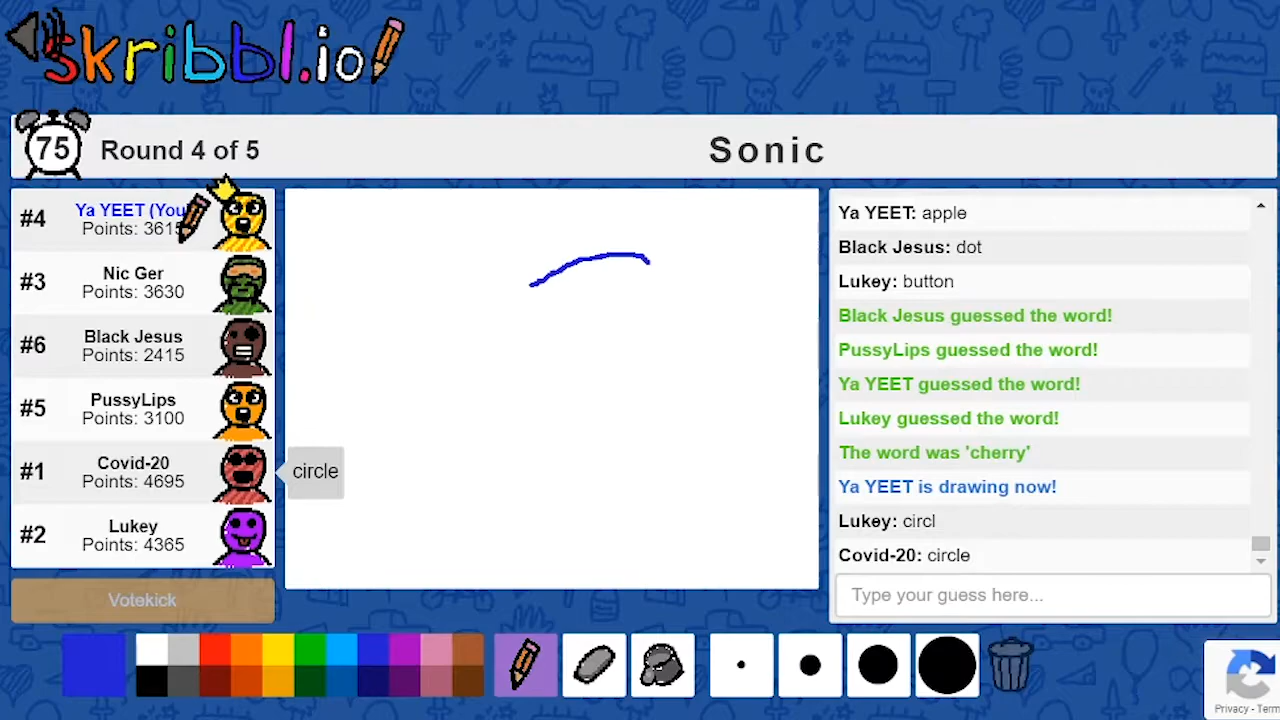 skribbl.io
75
Round 4 of 5
Sonic
#4
Ya YEET (You
Points: 3615
#3
Nic Ger
Points: 3630
#6
Black Jesus
Points: 2415
#5
PussyLips
Points: 3100
#1
Covid-20
Points: 4695
circle
#2
Lukey
Points: 4365
Votekick
Ya YEET: apple
Black Jesus: dot
Lukey: button
Black Jesus guessed the word!
PussyLips guessed the word!
Ya YEET guessed the word!
Lukey guessed the word!
The word was 'cherry'
Ya YEET is drawing now!
Lukey: circl
Covid-20: circle
Type your guess here...
Privacy - Term